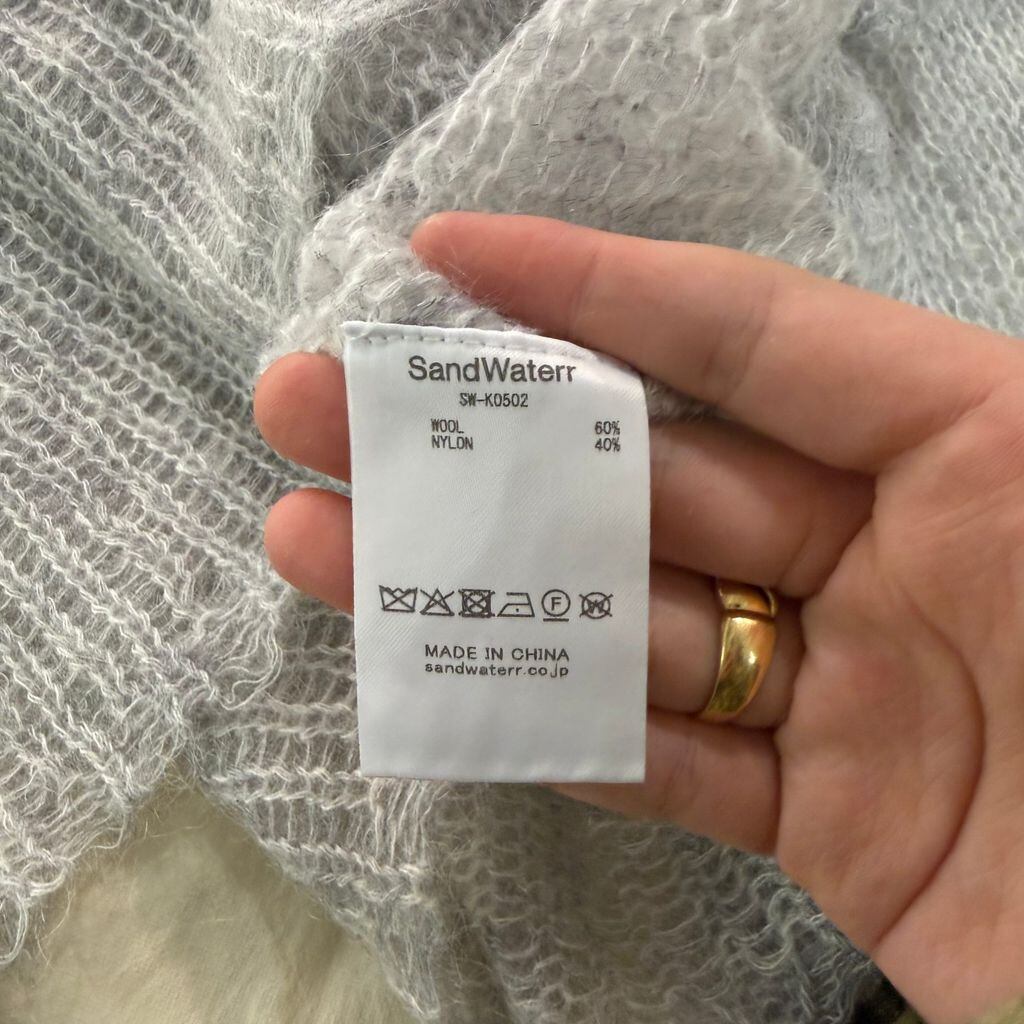 SandWaterr
SW-K0502
WOOL 60%
NYLON 40%
F W
MADE IN CHINA
sandwaterr.co.jp